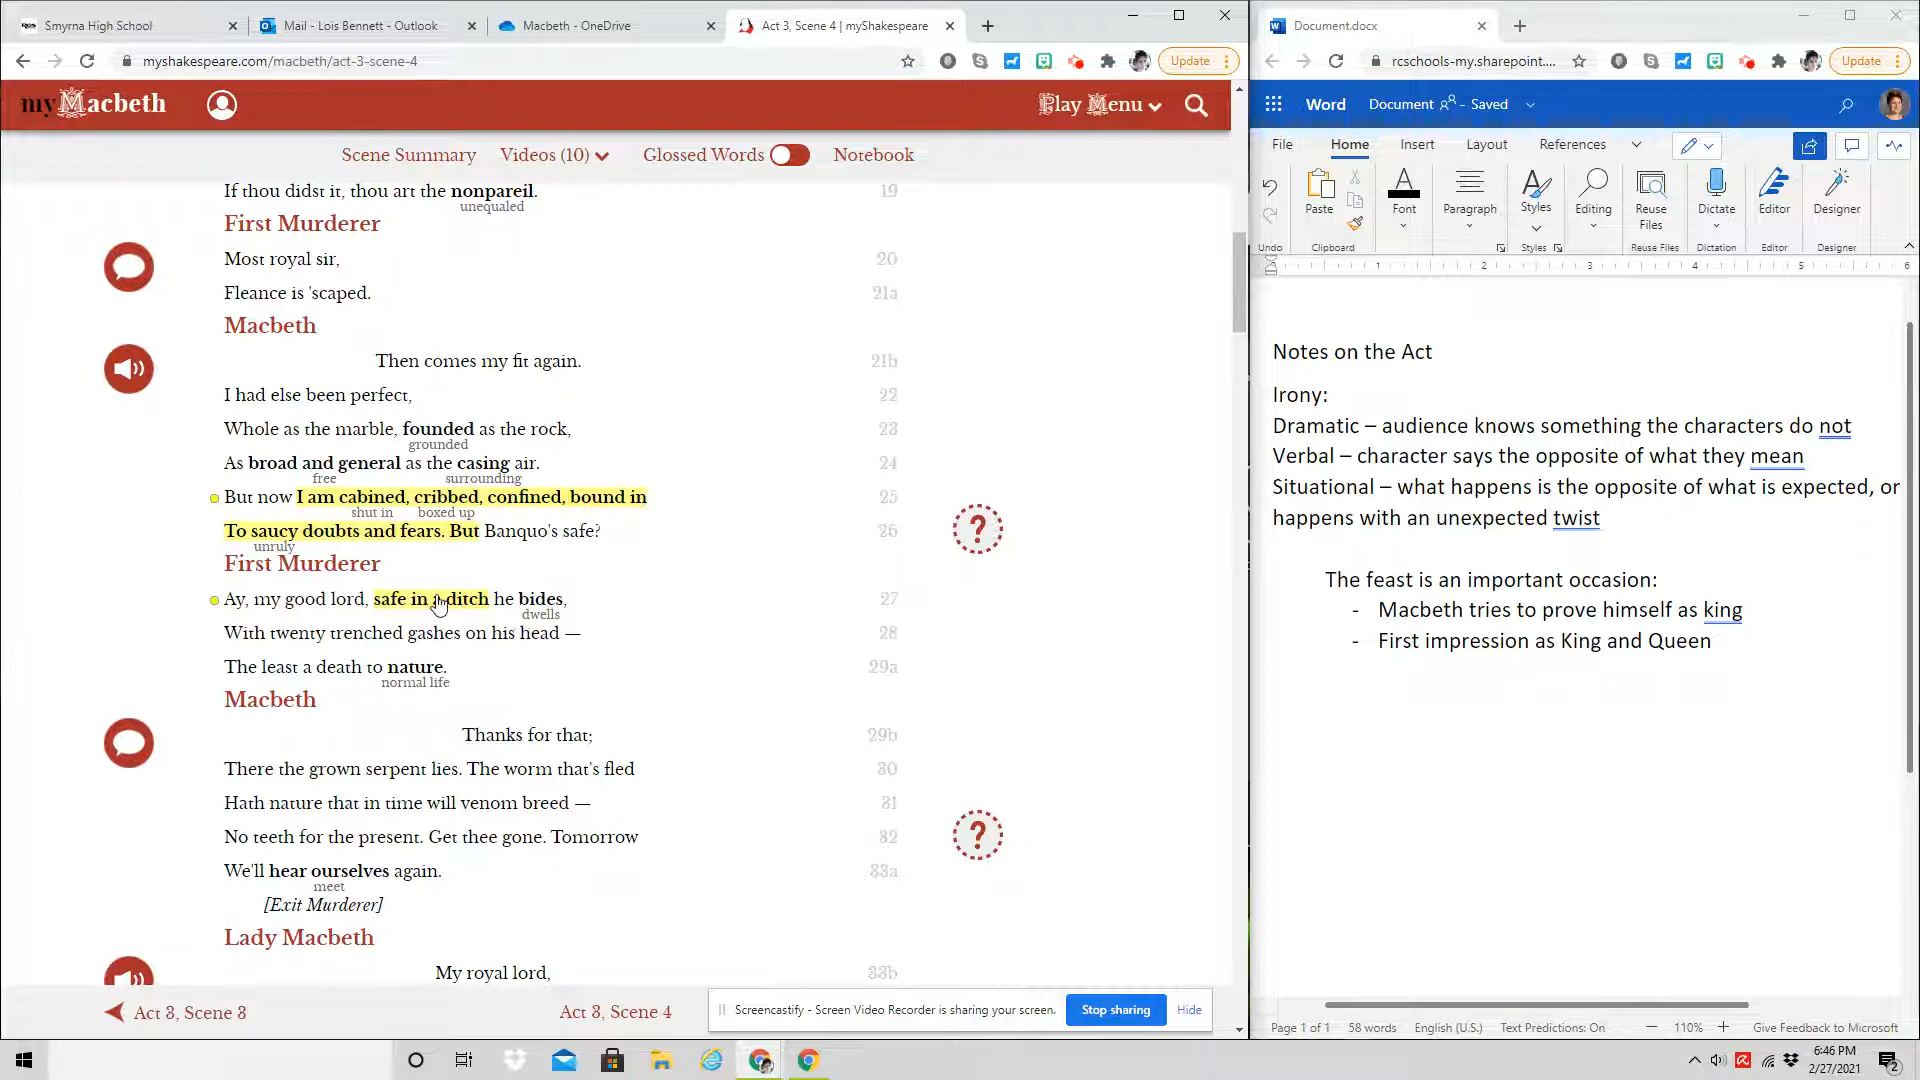 Smyrna High School
Mail - Lois Bennett - Outlook
Macbeth - OneDrive
Act 3, Scene 4 | myShakespeare
myshakespeare.com/macbeth/act-3-scene-4
Update
my Macbeth
Play Menu
Scene Summary
Videos (10)
Glossed Words
Notebook
If thou didst it, thou art the nonpareil. 19
unequaled
First Murderer
Most royal sir, 20
Fleance is 'scaped. 21a
Macbeth
Then comes my fit again. 21b
I had else been perfect, 22
Whole as the marble, founded as the rock, 23
grounded
As broad and general as the casing air. 24
free surrounding
But now I am cabined, cribbed, confined, bound in 25
shut in boxed up
To saucy doubts and fears. But Banquo's safe? 26
unruly
?
First Murderer
Ay, my good lord, safe in a ditch he bides, 27
dwells
With twenty trenched gashes on his head — 28
The least a death to nature. 29a
normal life
Macbeth
Thanks for that; 29b
There the grown serpent lies. The worm that's fled 30
Hath nature that in time will venom breed — 31
No teeth for the present. Get thee gone. Tomorrow 32
?
We'll hear ourselves again. 33a
meet
[Exit Murderer]
Lady Macbeth
My royal lord, 33b
Act 3, Scene 3
Act 3, Scene 4
Screencastify - Screen Video Recorder is sharing your screen.
Stop sharing
Hide
Document.docx
rcschools-my.sharepoint....
Update
Word
Document - Saved
File Home Insert Layout References
Paste
Font
Paragraph
Styles
Editing
Reuse Files
Dictate
Editor
Designer
Undo
Clipboard
Styles
Reuse Files
Dictation
Editor
Designer
1 2 3 4 5 6
Notes on the Act
Irony:
Dramatic – audience knows something the characters do not
Verbal – character says the opposite of what they mean
Situational – what happens is the opposite of what is expected, or
happens with an unexpected twist
The feast is an important occasion:
- Macbeth tries to prove himself as king
- First impression as King and Queen
Page 1 of 1
58 words
English (U.S.)
Text Predictions: On
110%
Give Feedback to Microsoft
6:46 PM
2/27/2021
2